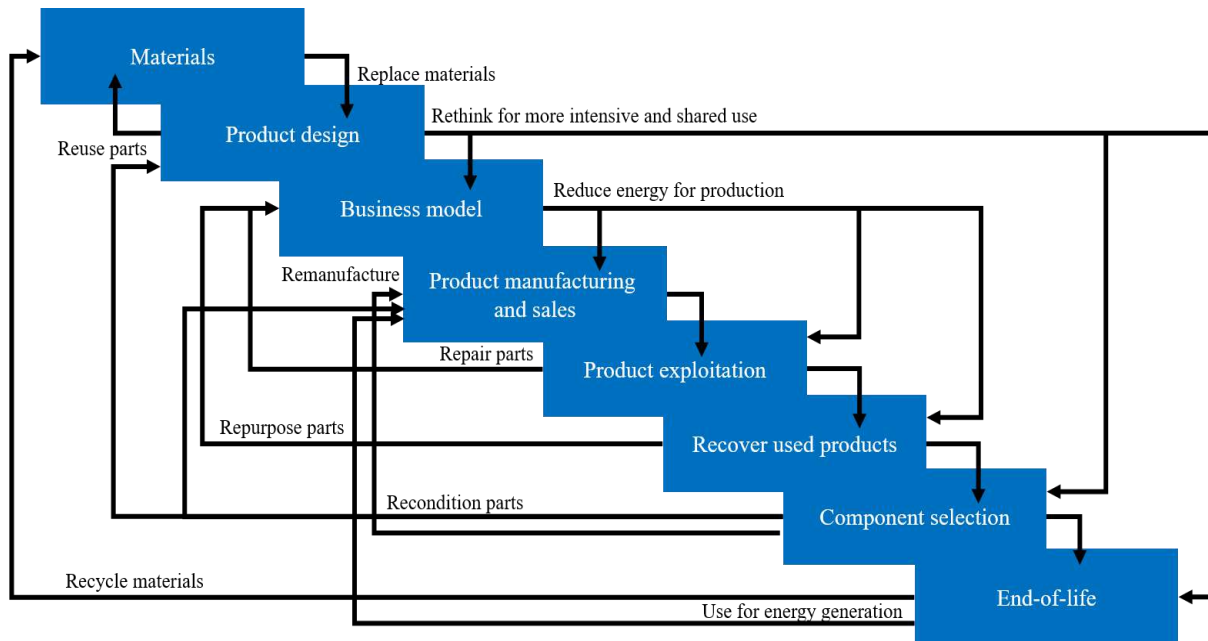 Materials
Replace materials
Rethink for more intensive and shared use
Product design
Reuse parts
Reduce energy for production
Business model
Remanufacture
Product manufacturing
and sales
Repair parts
Product exploitation
Repurpose parts
Recover used products
Recondition parts
Component selection
Recycle materials
End-of-life
Use for energy generation